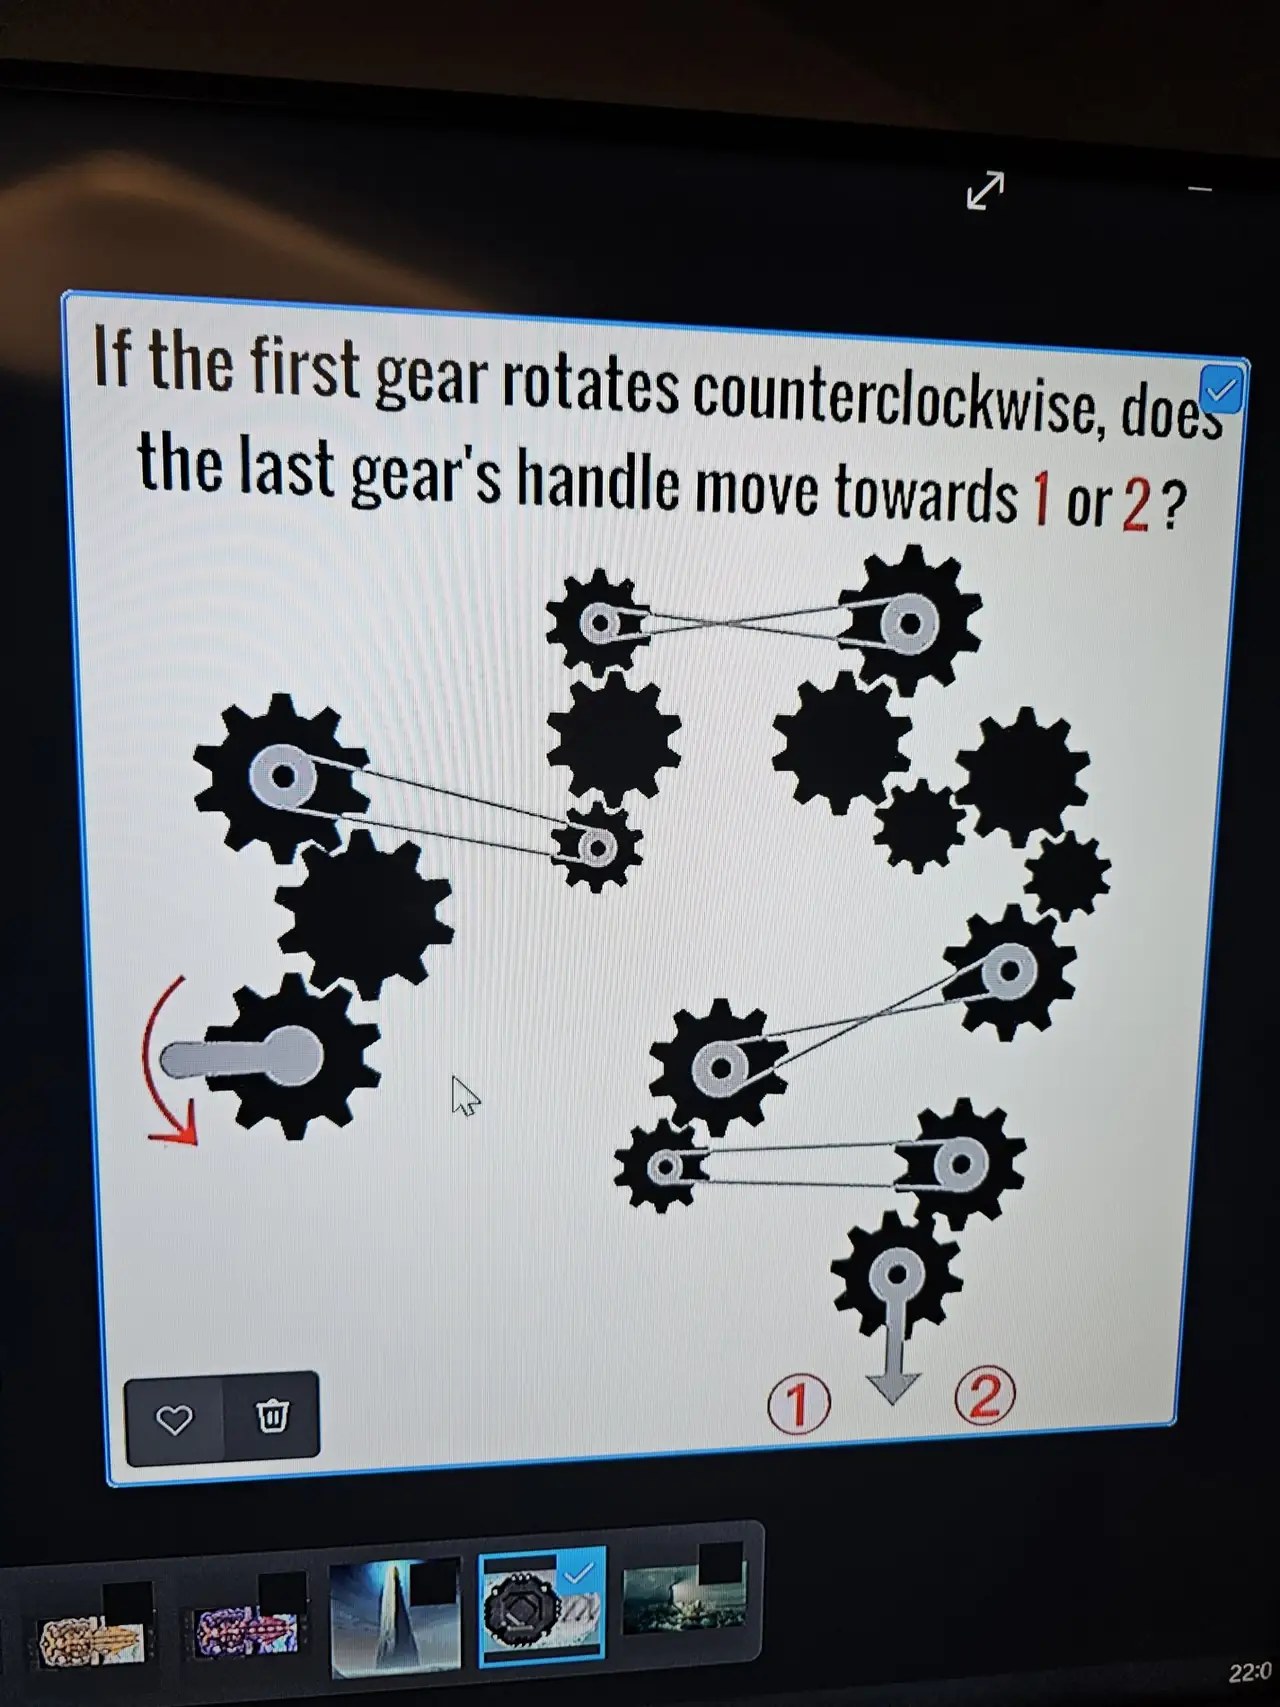 If the first gear rotates counterclockwise, does
the last gear's handle move towards 1 or 2?
1
2
22:0